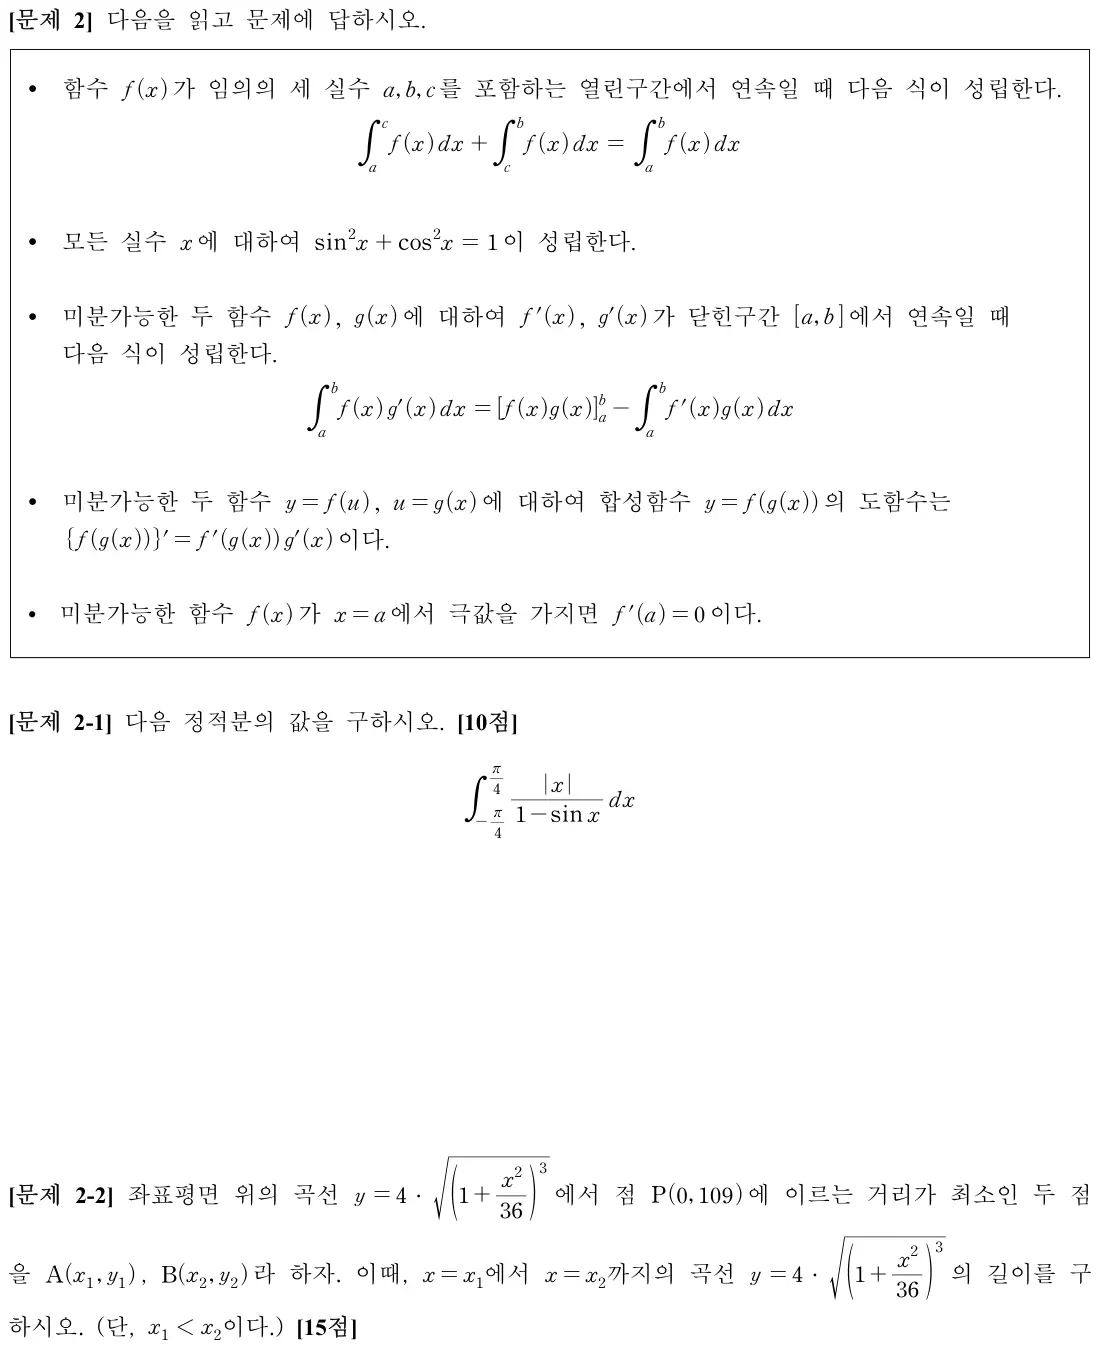 [문제 2] 다음을 읽고 문제에 답하시오.
• 함수 f(x)가 임의의 세 실수 a, b, c를 포함하는 열린구간에서 연속일 때 다음 식이 성립한다.
∫_a^c f(x)dx + ∫_c^b f(x)dx = ∫_a^b f(x)dx
• 모든 실수 x에 대하여 sin²x + cos²x = 1이 성립한다.
• 미분가능한 두 함수 f(x), g(x)에 대하여 f′(x), g′(x)가 닫힌구간 [a, b]에서 연속일 때
다음 식이 성립한다.
∫_a^b f(x)g′(x)dx = [f(x)g(x)]_a^b − ∫_a^b f′(x)g(x)dx
• 미분가능한 두 함수 y = f(u), u = g(x)에 대하여 합성함수 y = f(g(x))의 도함수는
{f(g(x))}′ = f′(g(x))g′(x)이다.
• 미분가능한 함수 f(x)가 x = a에서 극값을 가지면 f′(a) = 0이다.
[문제 2-1] 다음 정적분의 값을 구하시오. [10점]
∫_{-π/4}^{π/4} |x|/(1 − sin x) dx
[문제 2-2] 좌표평면 위의 곡선 y = 4 · √((1 + x²/36)³) 에서 점 P(0, 109)에 이르는 거리가 최소인 두 점
을 A(x₁, y₁), B(x₂, y₂)라 하자. 이때, x = x₁에서 x = x₂까지의 곡선 y = 4 · √((1 + x²/36)³) 의 길이를 구
하시오. (단, x₁ < x₂이다.) [15점]